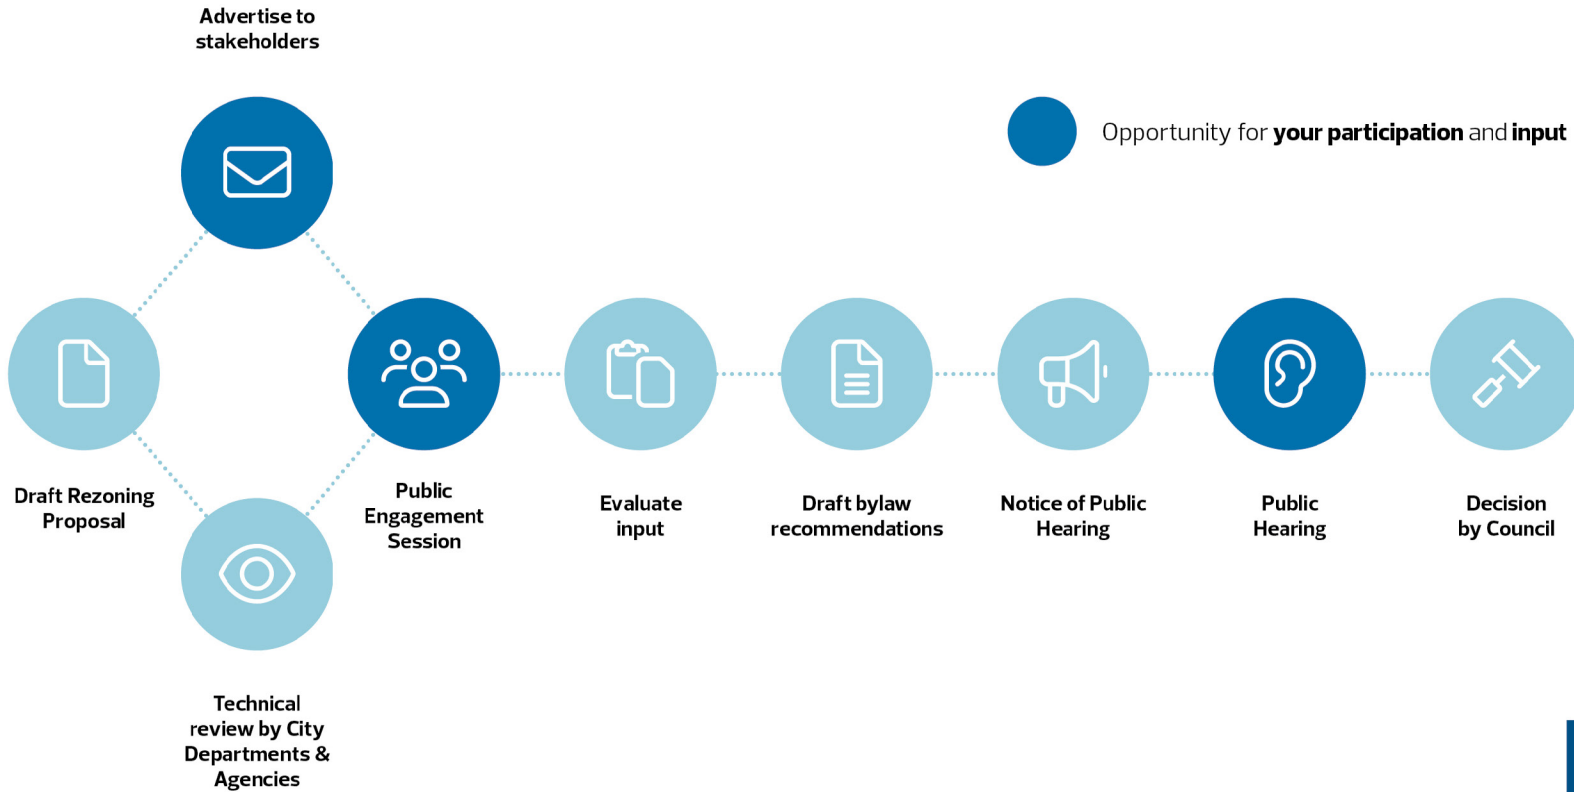 Advertise to
stakeholders
Opportunity for your participation and input
Draft Rezoning
Proposal
Public
Engagement
Session
Evaluate
input
Draft bylaw
recommendations
Notice of Public
Hearing
Public
Hearing
Decision
by Council
Technical
review by City
Departments &
Agencies